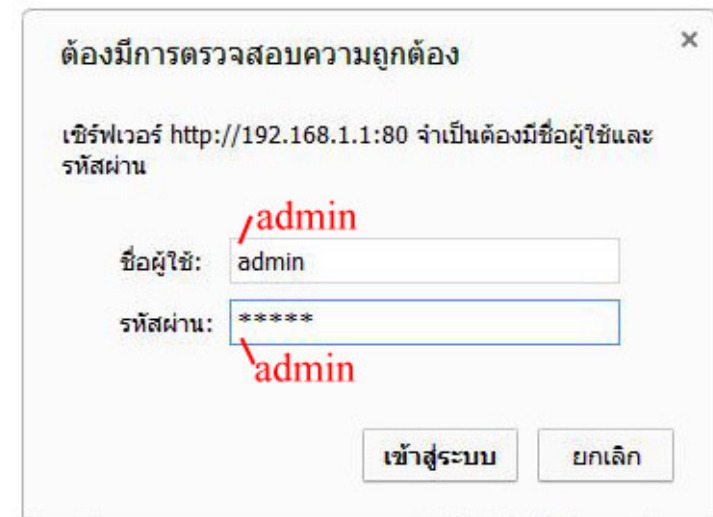 ต้องมีการตรวจสอบความถูกต้อง
×
เซิร์ฟเวอร์ http://192.168.1.1:80 จำเป็นต้องมีชื่อผู้ใช้และ
รหัสผ่าน
admin
ชื่อผู้ใช้: admin
รหัสผ่าน: *****
admin
เข้าสู่ระบบ ยกเลิก